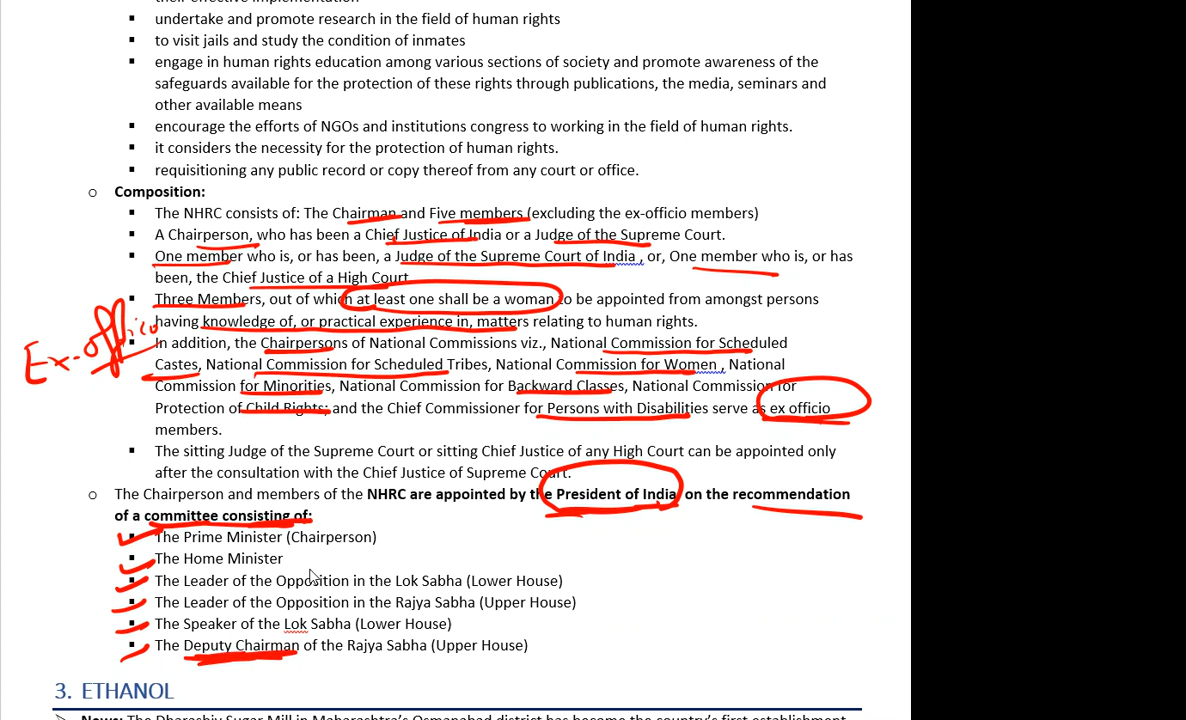 their effective implementation
▪ undertake and promote research in the field of human rights
▪ to visit jails and study the condition of inmates
▪ engage in human rights education among various sections of society and promote awareness of the
safeguards available for the protection of these rights through publications, the media, seminars and
other available means
▪ encourage the efforts of NGOs and institutions congress to working in the field of human rights.
▪ it considers the necessity for the protection of human rights.
▪ requisitioning any public record or copy thereof from any court or office.
o Composition:
▪ The NHRC consists of: The Chairman and Five members (excluding the ex-officio members)
▪ A Chairperson, who has been a Chief Justice of India or a Judge of the Supreme Court.
▪ One member who is, or has been, a Judge of the Supreme Court of India , or, One member who is, or has
been, the Chief Justice of a High Court
▪ Three Members, out of which at least one shall be a woman to be appointed from amongst persons
having knowledge of, or practical experience in, matters relating to human rights.
Ex-officio
▪ In addition, the Chairpersons of National Commissions viz., National Commission for Scheduled
Castes, National Commission for Scheduled Tribes, National Commission for Women , National
Commission for Minorities, National Commission for Backward Classes, National Commission for
Protection of Child Rights; and the Chief Commissioner for Persons with Disabilities serve as ex officio
members.
▪ The sitting Judge of the Supreme Court or sitting Chief Justice of any High Court can be appointed only
after the consultation with the Chief Justice of Supreme Court.
o The Chairperson and members of the NHRC are appointed by the President of India on the recommendation
of a committee consisting of:
▪ The Prime Minister (Chairperson)
▪ The Home Minister
▪ The Leader of the Opposition in the Lok Sabha (Lower House)
▪ The Leader of the Opposition in the Rajya Sabha (Upper House)
▪ The Speaker of the Lok Sabha (Lower House)
▪ The Deputy Chairman of the Rajya Sabha (Upper House)
3. ETHANOL
➢ News: The Dharashiv Sugar Mill in Maharashtra's Osmanabad district has become the country's first establishment